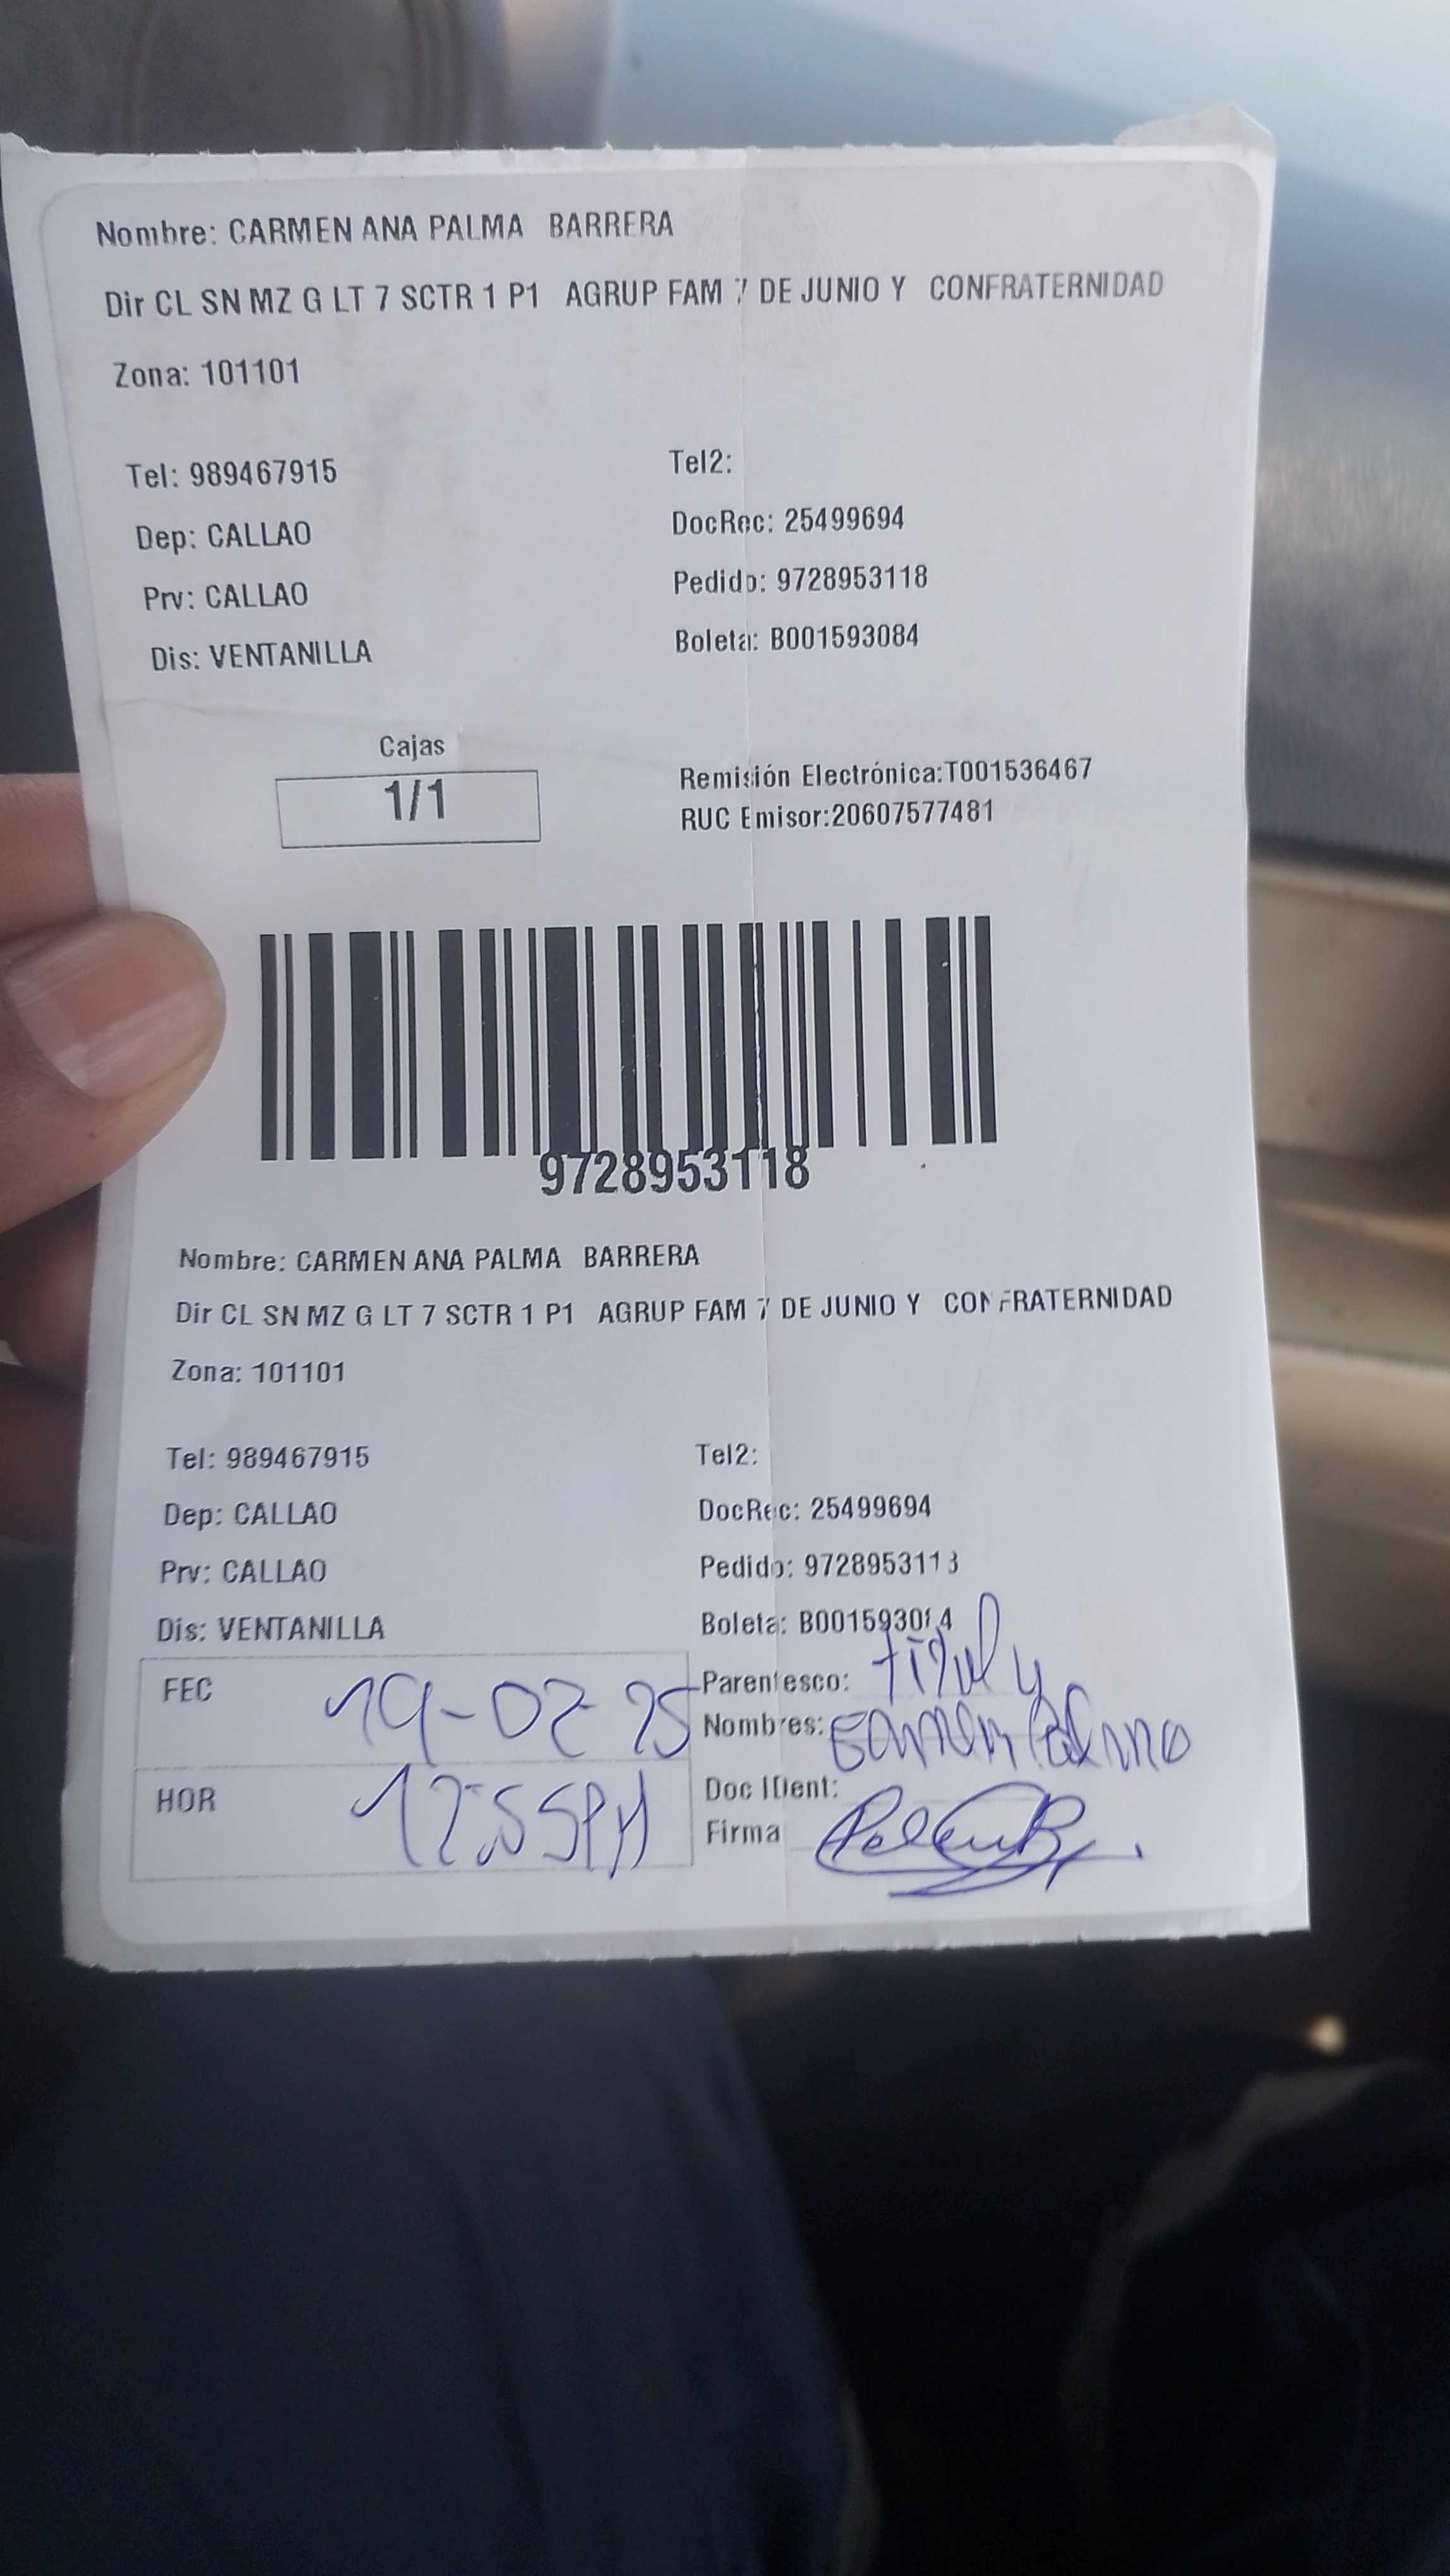 Nombre: CARMEN ANA PALMA BARRERA
Dir CL SN MZ G LT 7 SCTR 1 P1 AGRUP FAM 7 DE JUNIO Y CONFRATERNIDAD
Zona: 101101
Tel: 989467915 Tel2:
Dep: CALLAO DocRec: 25499694
Prv: CALLAO Pedido: 9728953118
Dis: VENTANILLA Boleta: B001593084
Cajas
1/1
Remisión Electrónica:T001536467
RUC Emisor:20607577481
9728953118
Nombre: CARMEN ANA PALMA BARRERA
Dir CL SN MZ G LT 7 SCTR 1 P1 AGRUP FAM 7 DE JUNIO Y CONFRATERNIDAD
Zona: 101101
Tel: 989467915 Tel2:
Dep: CALLAO DocRec: 25499694
Prv: CALLAO Pedido: 9728953118
Dis: VENTANILLA Boleta: B001593084
FEC 19-02 25 Parentesco:
Nombres: Carmen Palma
HOR 12:55PM Doc IDent:
Firma